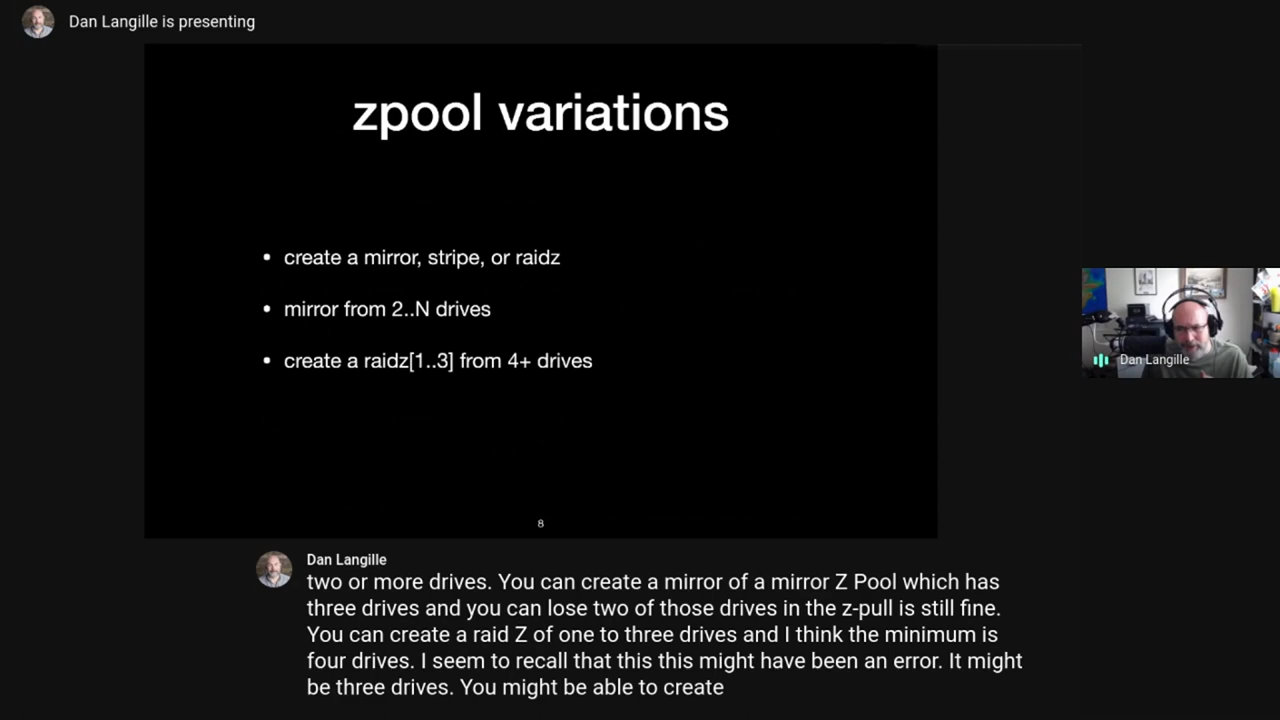 Dan Langille is presenting
zpool variations
• create a mirror, stripe, or raidz
• mirror from 2..N drives
• create a raidz[1..3] from 4+ drives
8
Dan Langille
Dan Langille
two or more drives. You can create a mirror of a mirror Z Pool which has
three drives and you can lose two of those drives in the z-pull is still fine.
You can create a raid Z of one to three drives and I think the minimum is
four drives. I seem to recall that this this might have been an error. It might
be three drives. You might be able to create